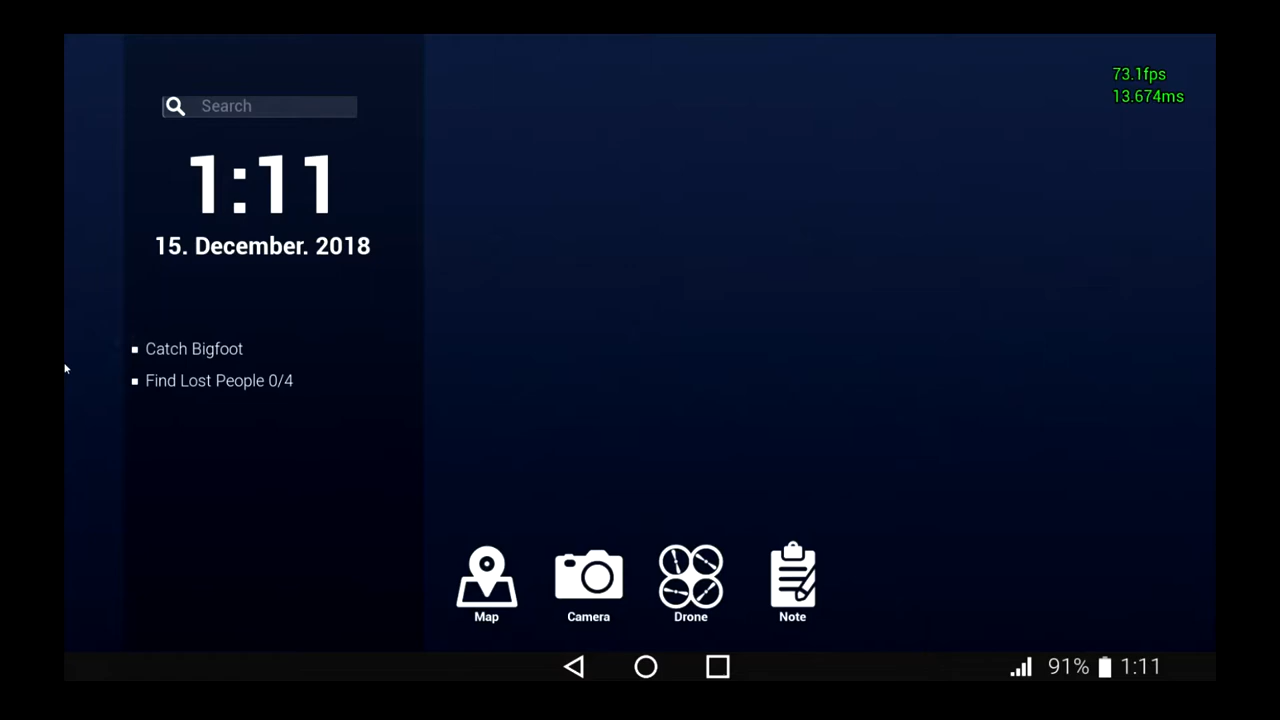 73.1fps
13.674ms
Search
1:11
15. December. 2018
Catch Bigfoot
Find Lost People 0/4
Map
Camera
Drone
Note
91%
1:11